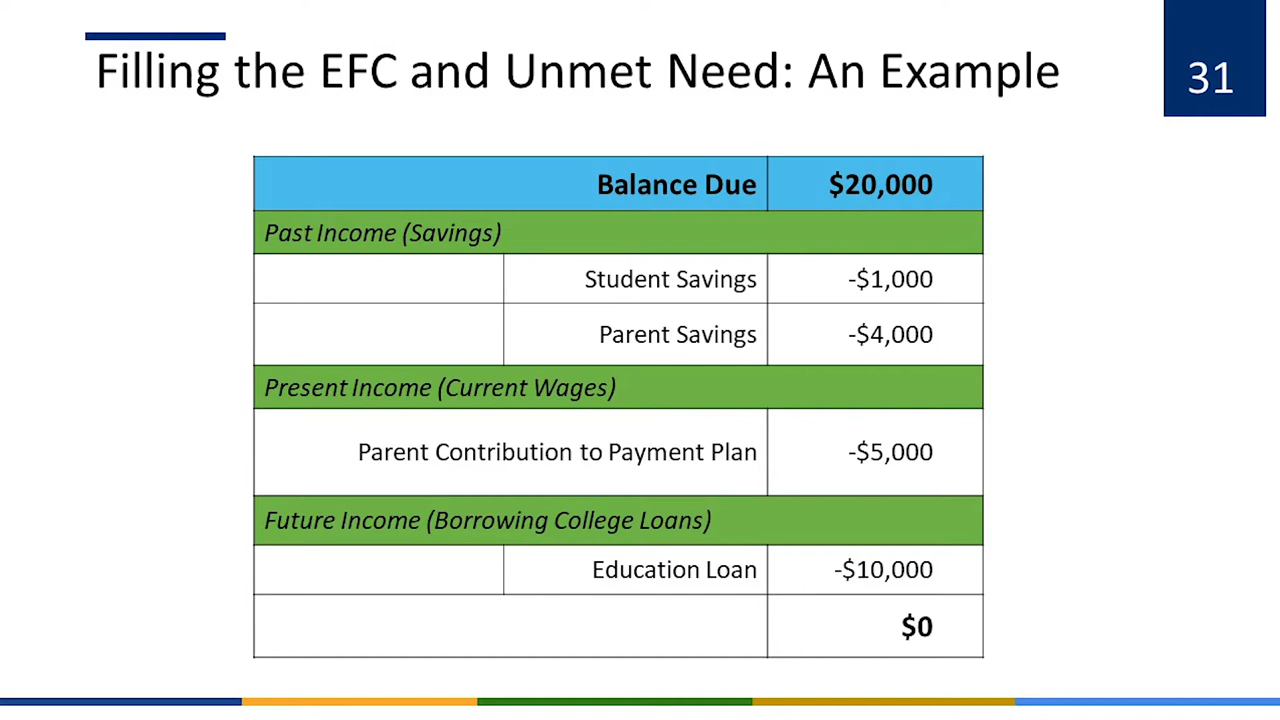 Filling the EFC and Unmet Need: An Example
31
Balance Due $20,000
Past Income (Savings)
Student Savings -$1,000
Parent Savings -$4,000
Present Income (Current Wages)
Parent Contribution to Payment Plan -$5,000
Future Income (Borrowing College Loans)
Education Loan -$10,000
$0